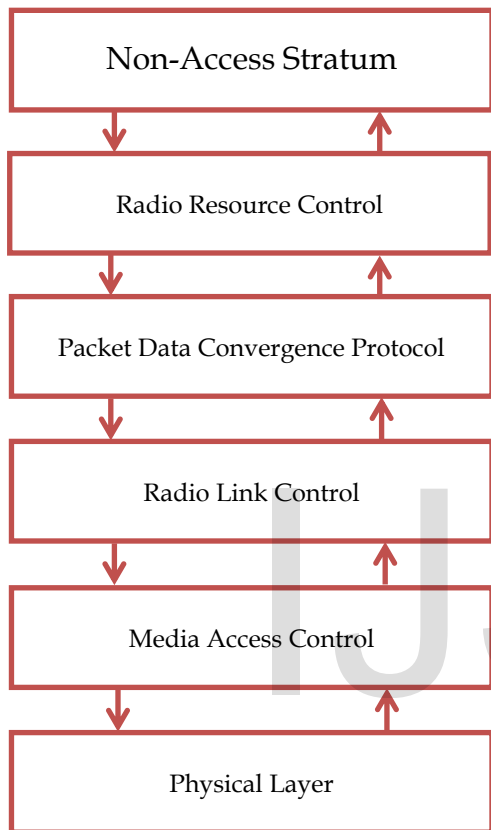 Non-Access Stratum
Radio Resource Control
Packet Data Convergence Protocol
Radio Link Control
Media Access Control
Physical Layer